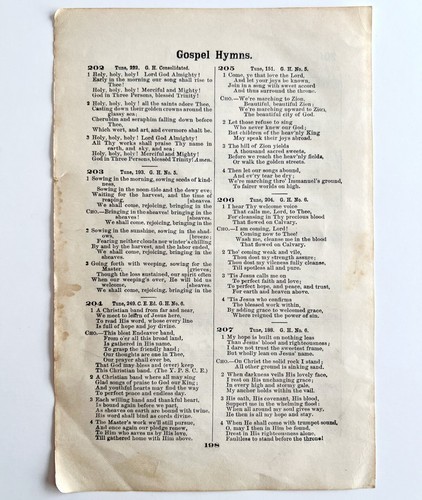 Gospel Hymns.
202 Tune, 232. G. H. Consolidated.
1 Holy, holy, holy! Lord God Almighty!
Early in the morning our song shall rise to
Thee!
Holy, holy, holy! Merciful and Mighty!
God in Three Persons, blessed Trinity!
2 Holy, holy, holy! all the saints adore Thee,
Casting down their golden crowns around the
glassy sea;
Cherubim and seraphim falling down before
Thee,
Which wert, and art, and evermore shalt be.
3 Holy, holy, holy! Lord God Almighty!
All Thy works shall praise Thy name in
earth, and sky, and sea;
Holy, holy, holy! Merciful and Mighty!
God in Three Persons, blessed Trinity! Amen.
203 Tune, 103. G. H. No. 5.
1 Sowing in the morning, sowing seeds of kind-
ness,
Sowing in the noon-tide and the dewy eve;
Waiting for the harvest, and the time of
reaping, [sheaves.
We shall come, rejoicing, bringing in the
CHO.—Bringing in the sheaves! bringing in the
sheaves! [sheaves.
We shall come, rejoicing, bringing in the
2 Sowing in the sunshine, sowing in the shad-
ows, [breeze;
Fearing neither clouds nor winter's chilling
By and by the harvest, and the labor ended,
We shall come, rejoicing, bringing in the
sheaves.
3 Going forth with weeping, sowing for the
Master, [grieves;
Though the loss sustained, our spirit often
When our weeping's over, He will bid us
welcome, [sheaves.
We shall come, rejoicing, bringing in the
204 Tune, 249. C. E. Ed. G. H. No. 6.
1 A Christian band from far and near,
We meet to learn of Jesus here,
To read His word, whose every line
Is full of hope and joy divine.
CHO.—This blest Endeavor band,
From o'er all this broad land,
Is gathered in His name,
To grasp the friendly hand;
Our thoughts are one in Thee,
Our prayer shall ever be
That God may bless and over keep
This Christian band. (The Y. P. S. C. E.)
2 A Christian band where all may sing
Glad songs of praise to God our King;
And youthful hearts may find the way
To perfect peace and endless day.
3 Each willing hand and thankful heart,
Is bound again before we part,
As sheaves on earth are bound with twine,
His word shall bind as cords divine.
4 The Master's work we'll still pursue,
And once again our pledge renew,
To Him who saves us by His love,
Till gathered home with Him above.
205 Tune, 151. G. H. No. 5.
1 Come, ye that love the Lord,
And let your joys be known,
Join in a song with sweet accord
And thus surround the throne.
CHO.—We're marching to Zion,
Beautiful, beautiful Zion;
We're marching upward to Zion,
The beautiful city of God.
2 Let those refuse to sing
Who never knew our God;
But children of the heav'nly King
May speak their joys abroad.
3 The hill of Zion yields
A thousand sacred sweets,
Before we reach the heav'nly fields,
Or walk the golden streets.
4 Then let our songs abound,
And ev'ry tear be dry;
We're marching thro' Immanuel's ground,
To fairer worlds on high.
206 Tune, 204. G. H. No. 6.
1 I hear Thy welcome voice
That calls me, Lord, to Thee,
For cleansing in Thy precious blood
That flowed on Calvary.
CHO.—I am coming, Lord!
Coming now to Thee!
Wash me, cleanse me in the blood
That flowed on Calvary.
2 Tho' coming weak and vile,
Thou dost my strength assure;
Thou dost my vileness fully cleanse,
Till spotless all and pure.
3 'Tis Jesus calls me on
To perfect faith and love;
To perfect hope, and peace, and trust,
For earth and heaven above.
4 'Tis Jesus who confirms
The blessed work within,
By adding grace to welcomed grace,
Where reigned the power of sin.
207 Tune, 188. G. H. No. 6.
1 My hope is built on nothing less
Than Jesus' blood and righteousness;
I dare not trust the sweetest frame,
But wholly lean on Jesus' name.
CHO.—On Christ the solid rock I stand;
All other ground is sinking sand.
2 When darkness veils His lovely face,
I rest on His unchanging grace;
In every high and stormy gale,
My anchor holds within the vail.
3 His oath, His covenant, His blood,
Support me in the whelming flood:
When all around my soul gives way,
He then is all my hope and stay.
4 When He shall come with trumpet sound,
O, may I then in Him be found,
Drest in His righteousness alone,
Faultless to stand before the throne!
198